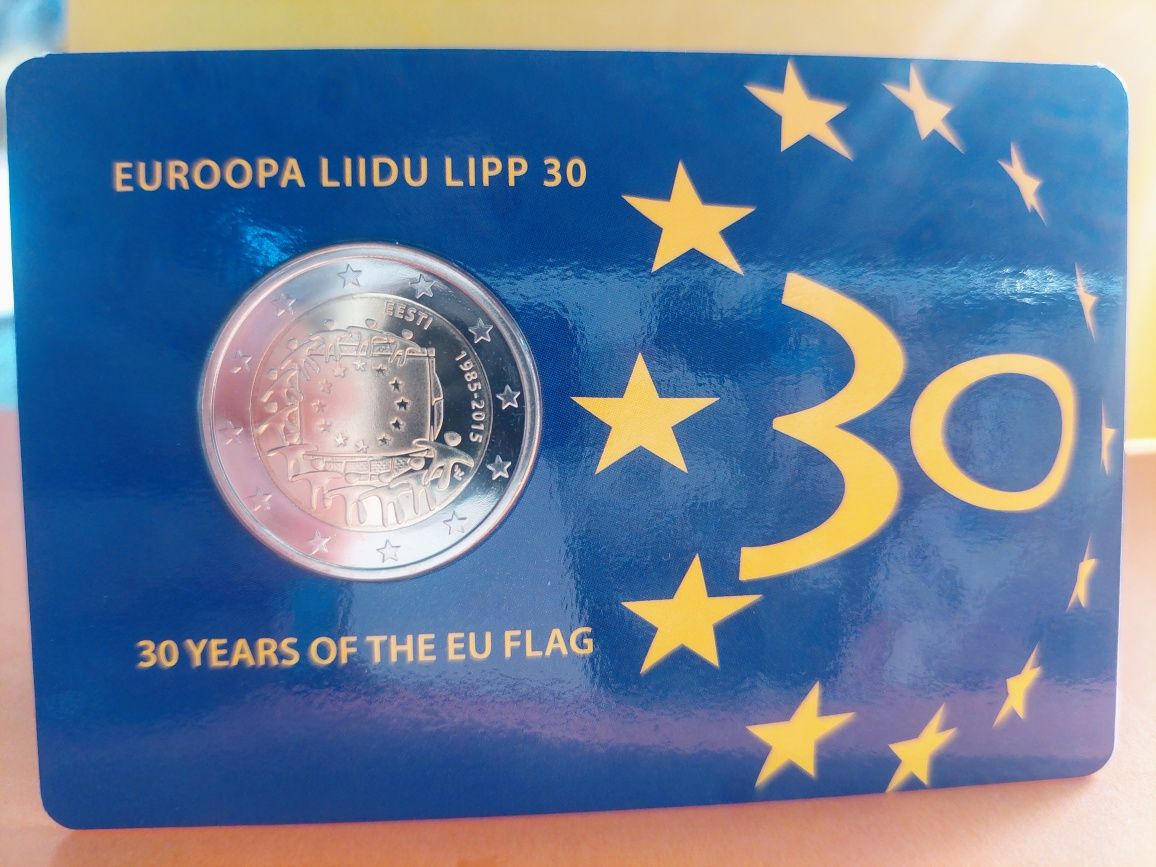 EUROOPA LIIDU LIPP 30
EESTI
1985-2015
30
30 YEARS OF THE EU FLAG